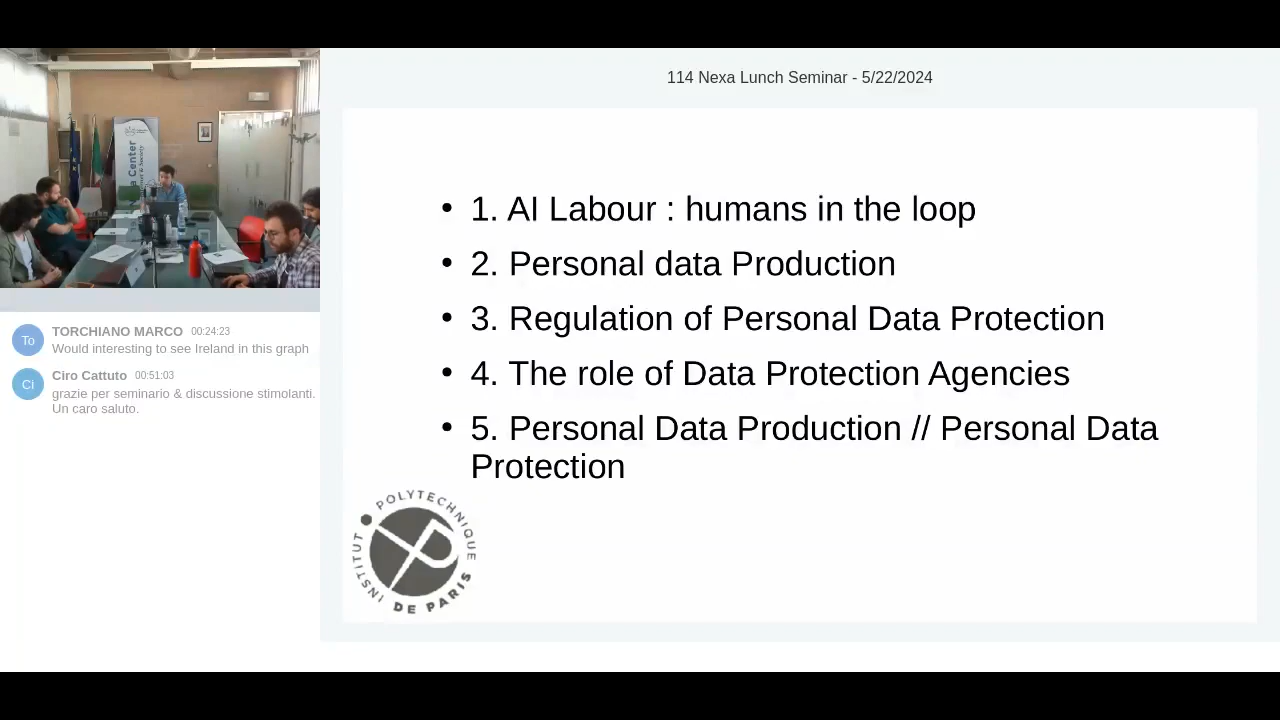 114 Nexa Lunch Seminar - 5/22/2024
• 1. AI Labour : humans in the loop
• 2. Personal data Production
• 3. Regulation of Personal Data Protection
• 4. The role of Data Protection Agencies
• 5. Personal Data Production // Personal Data
Protection
INSTITUT POLYTECHNIQUE DE PARIS
a Center
To
TORCHIANO MARCO 00:24:23
Would interesting to see Ireland in this graph
Ci
Ciro Cattuto 00:51:03
grazie per seminario & discussione stimolanti.
Un caro saluto.